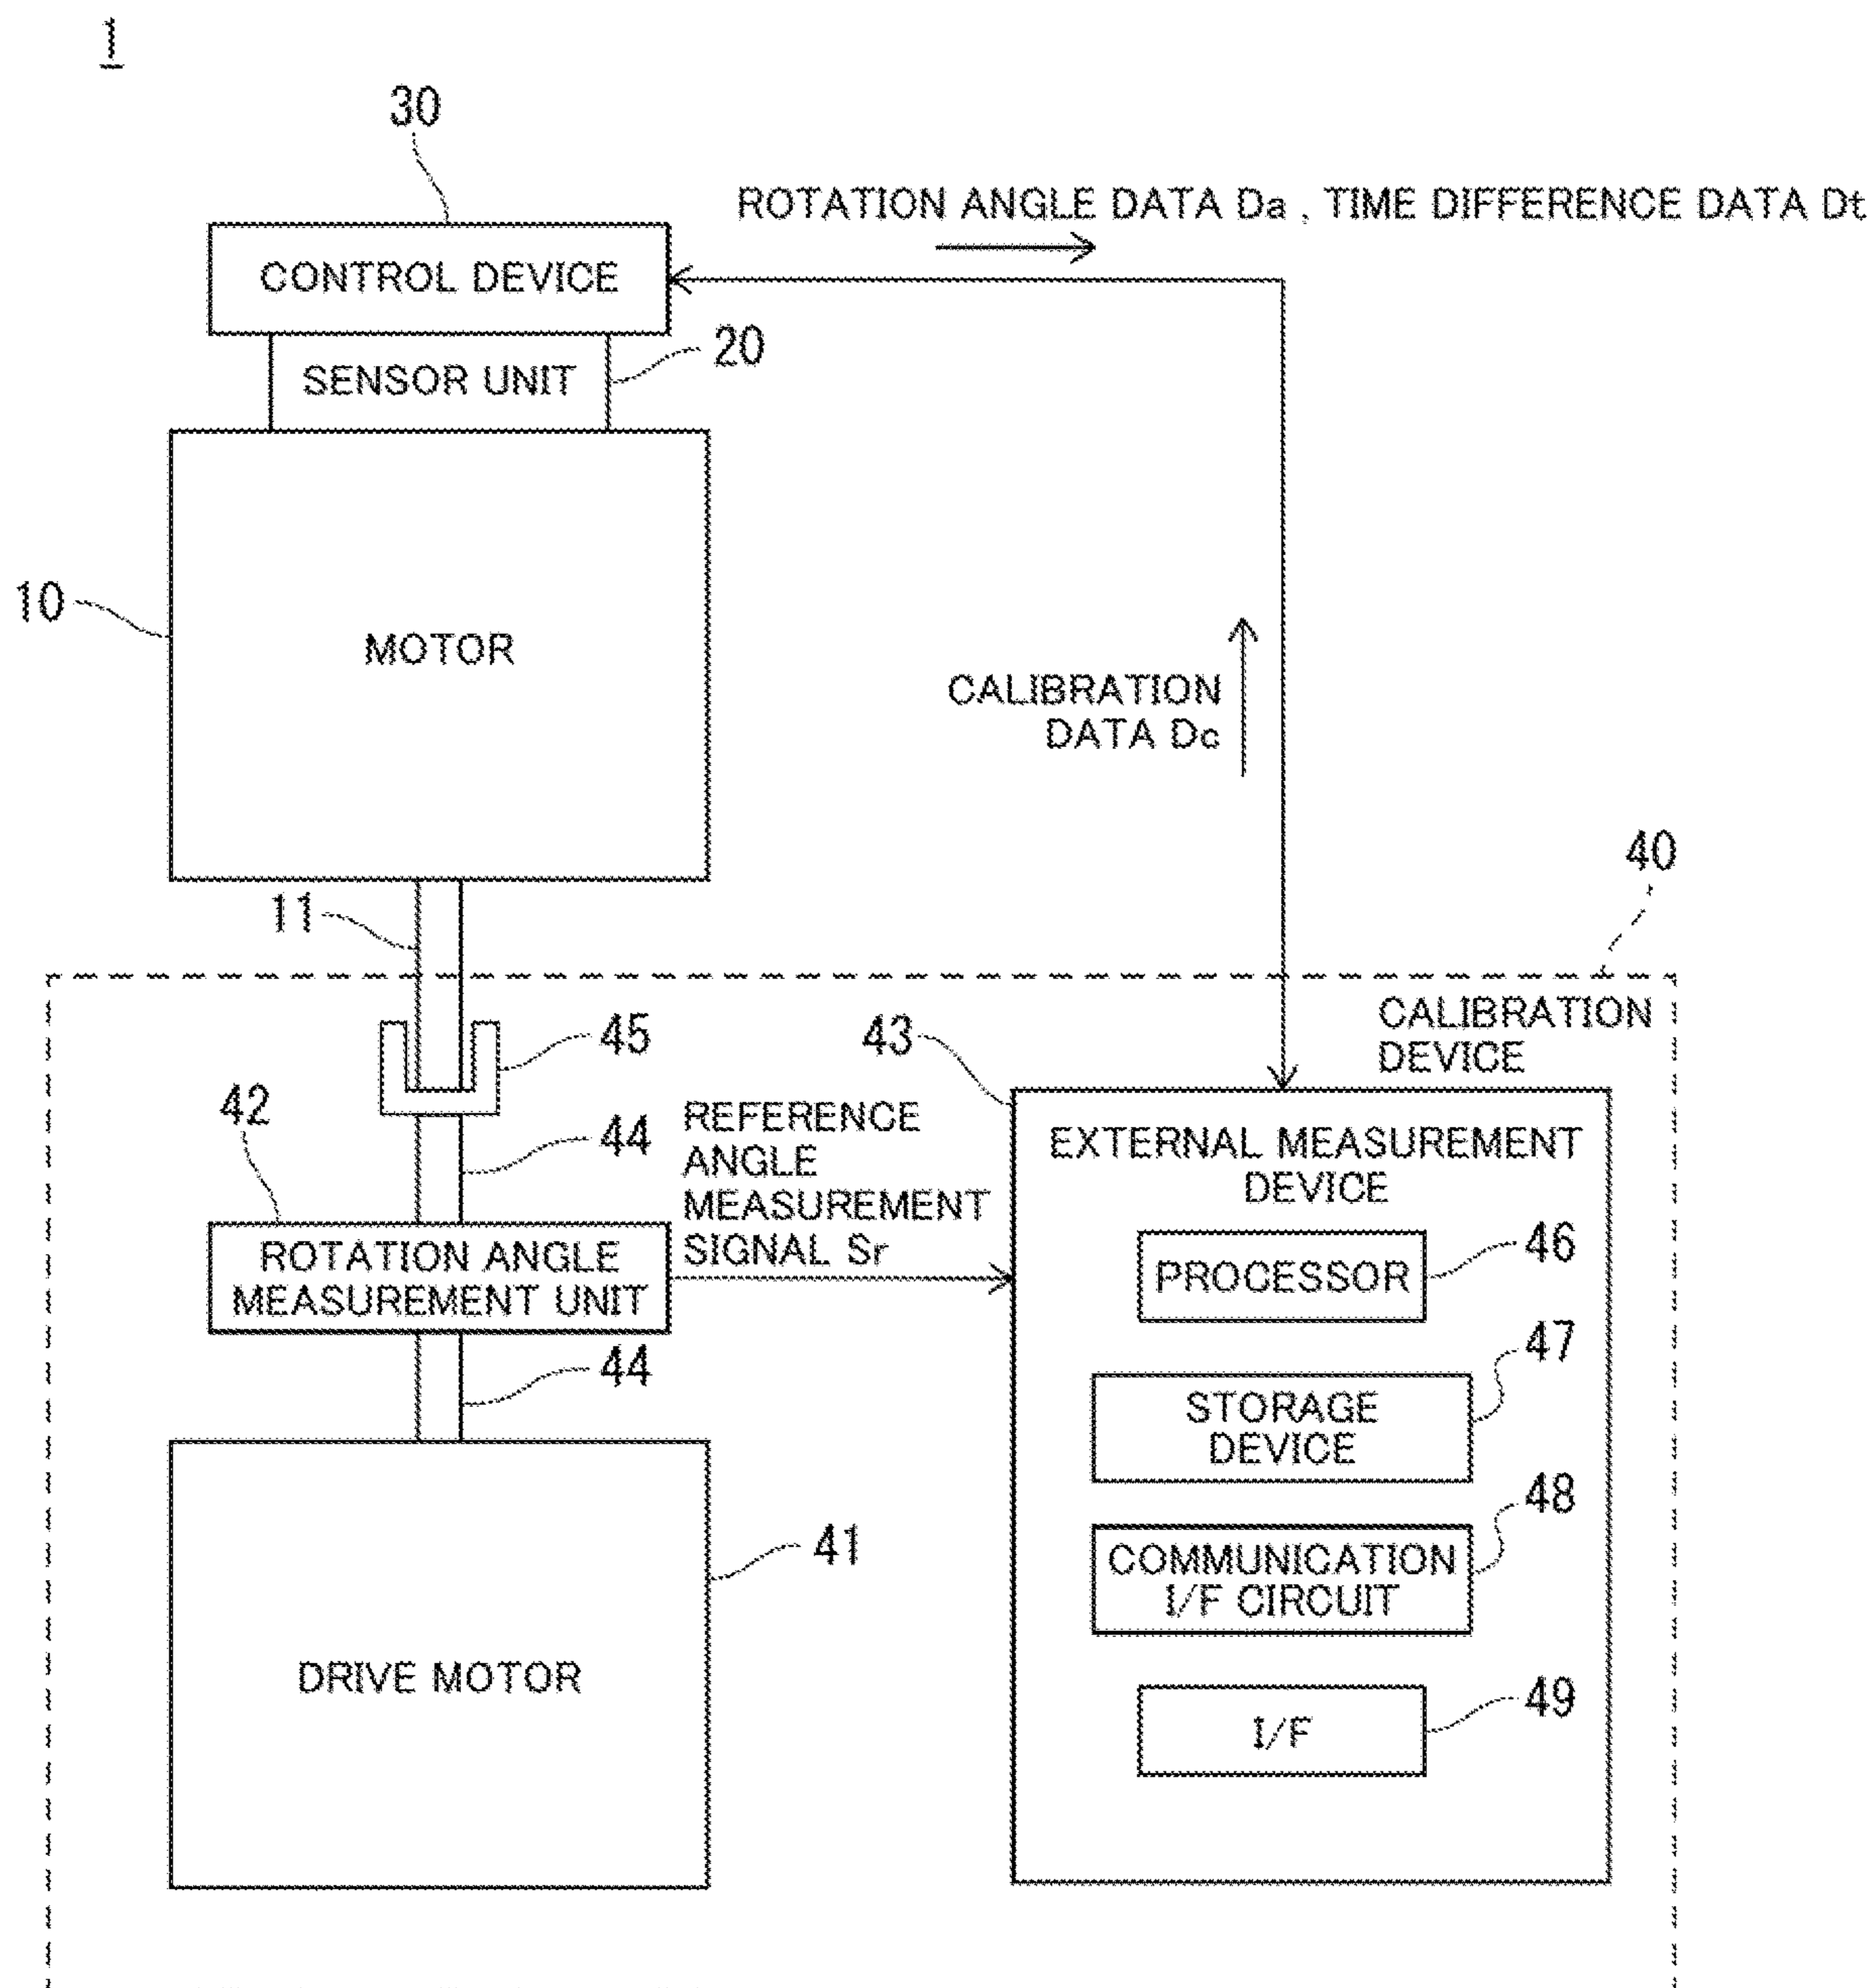 1
30
ROTATION ANGLE DATA Da , TIME DIFFERENCE DATA Dt
CONTROL DEVICE
20
SENSOR UNIT
10
MOTOR
CALIBRATION
DATA Dc
40
11
CALIBRATION
DEVICE
45
43
42
44
REFERENCE
ANGLE
MEASUREMENT
SIGNAL Sr
EXTERNAL MEASUREMENT
DEVICE
ROTATION ANGLE
MEASUREMENT UNIT
46
PROCESSOR
44
47
STORAGE
DEVICE
48
41
COMMUNICATION
I/F CIRCUIT
DRIVE MOTOR
49
I/F